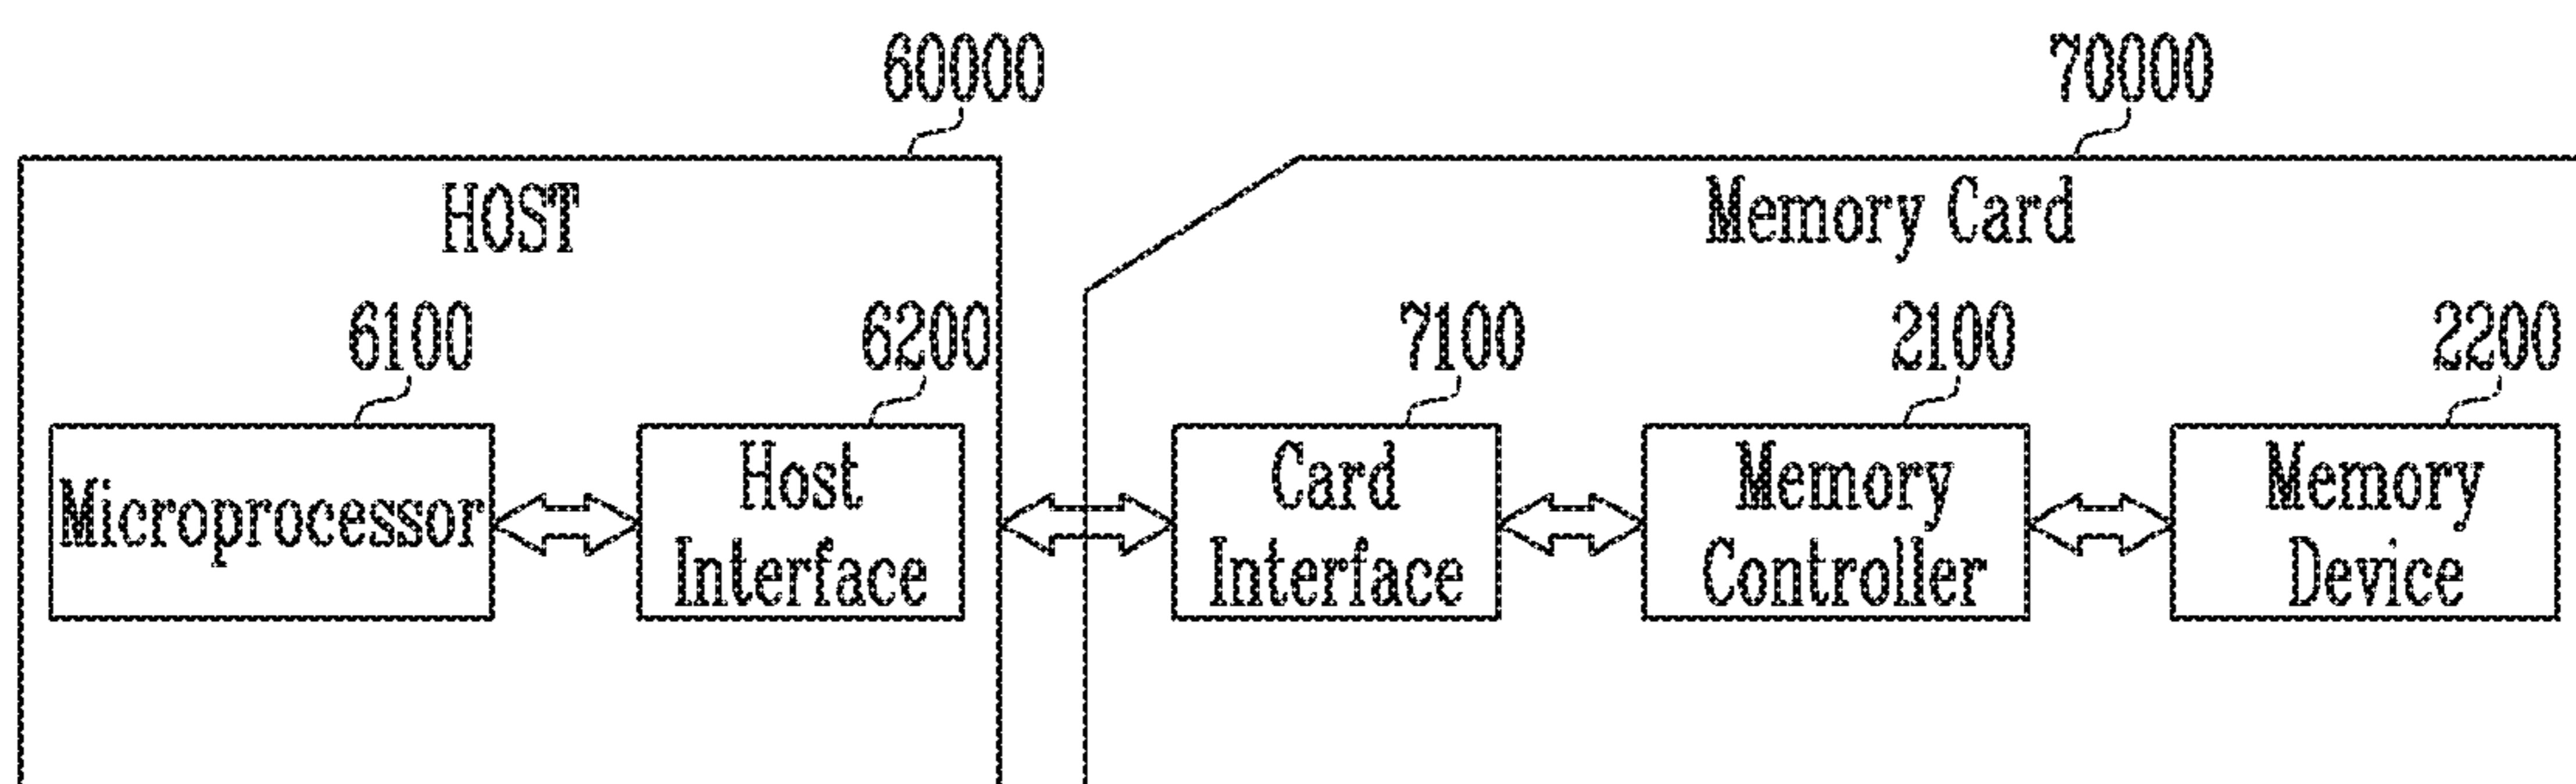 60000
70000
HOST
Memory Card
6100
6200
7100
2100
2200
Microprocessor
Host
Interface
Card
Interface
Memory
Controller
Memory
Device